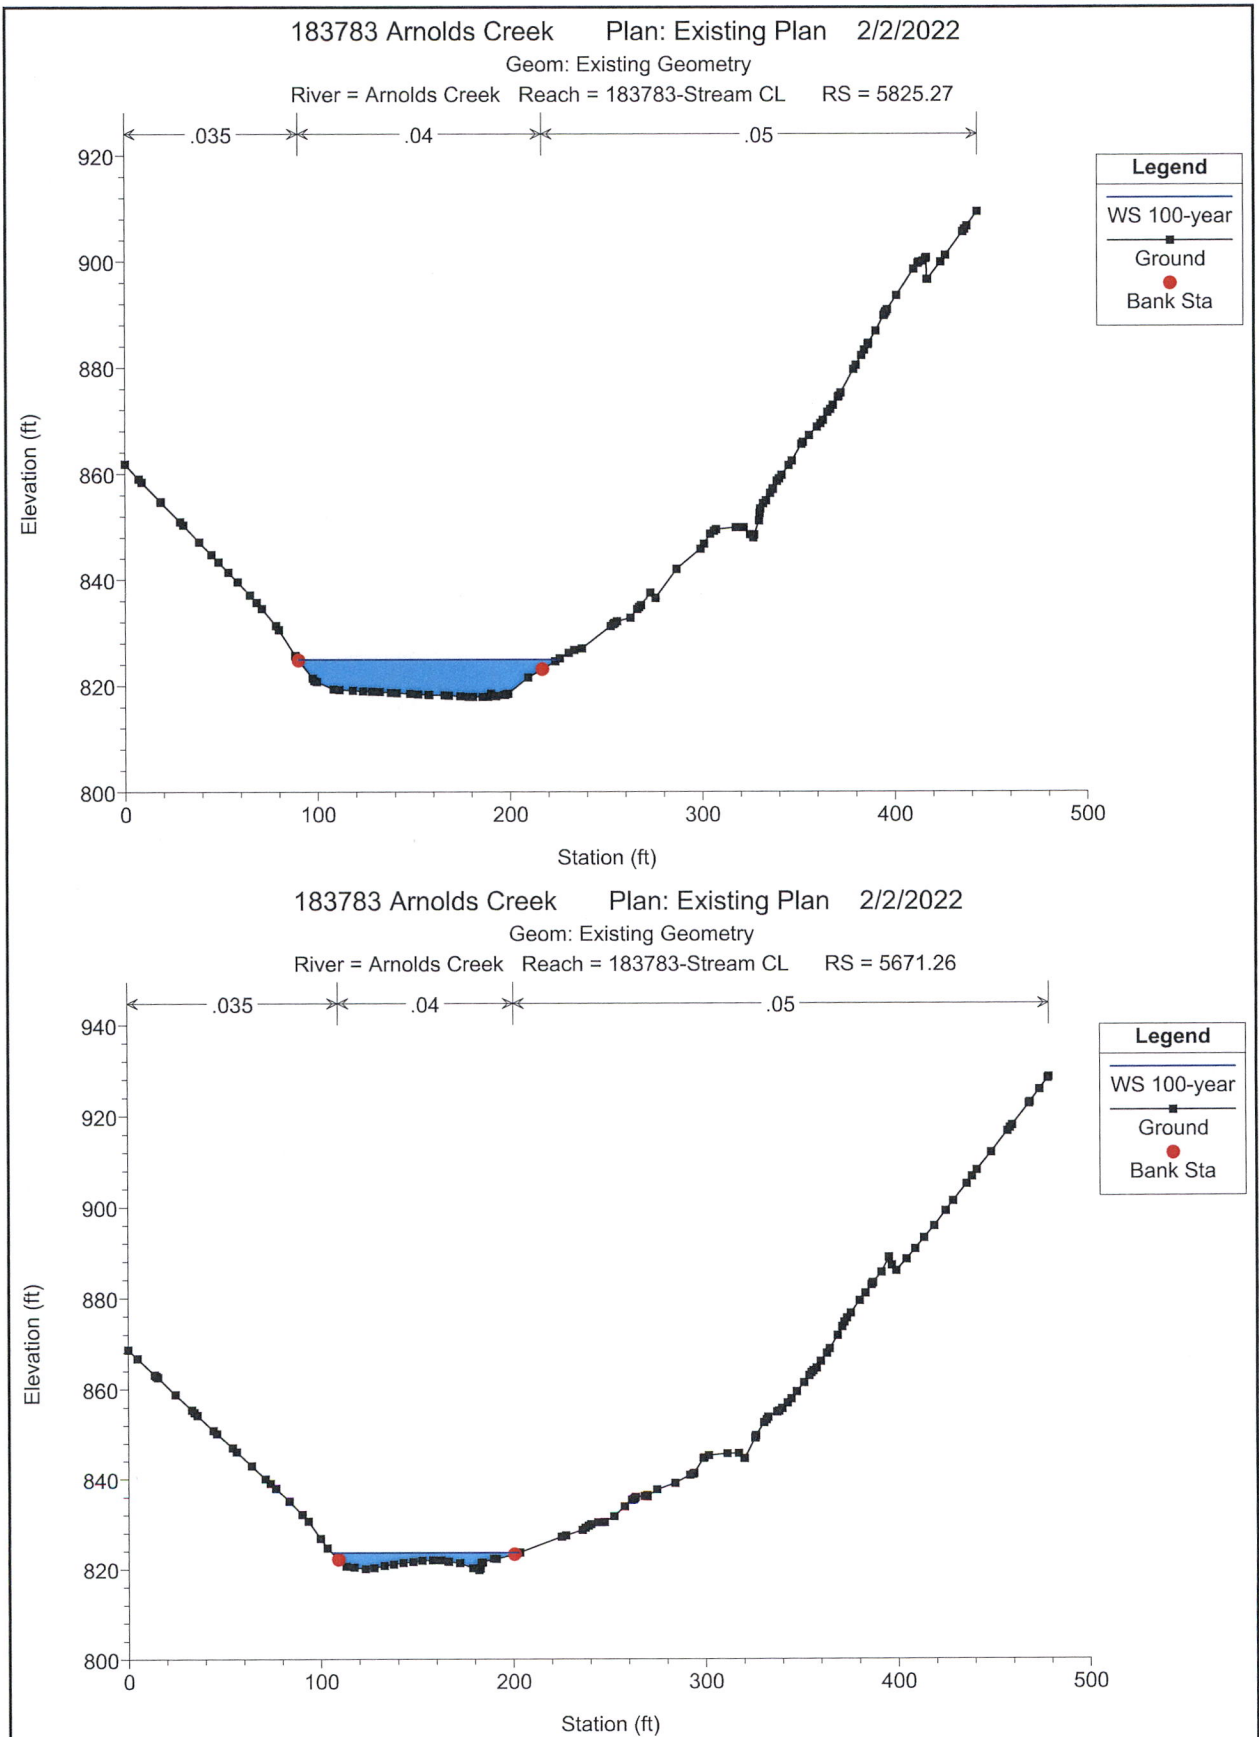 183783 Arnolds Creek Plan: Existing Plan 2/2/2022
Geom: Existing Geometry
River = Arnolds Creek Reach = 183783-Stream CL RS = 5825.27
.035 .04 .05
Legend
WS 100-year
Ground
Bank Sta
920
900
880
860
840
820
800
Elevation (ft)
0 100 200 300 400 500
Station (ft)
183783 Arnolds Creek Plan: Existing Plan 2/2/2022
Geom: Existing Geometry
River = Arnolds Creek Reach = 183783-Stream CL RS = 5671.26
.035 .04 .05
Legend
WS 100-year
Ground
Bank Sta
940
920
900
880
860
840
820
800
Elevation (ft)
0 100 200 300 400 500
Station (ft)